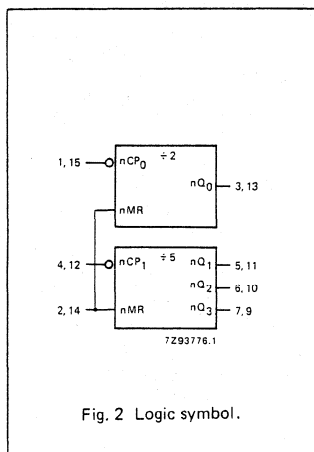 ÷ 2
1, 15 nCP0
nQ0 3, 13
nMR
÷ 5
4, 12 nCP1 nQ1 5, 11
nQ2 6, 10
2, 14 nMR nQ3 7, 9
7Z93776.1
Fig. 2 Logic symbol.